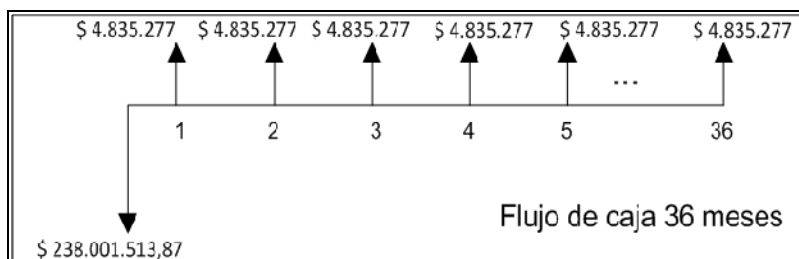 $ 4.835.277 $ 4.835.277 $ 4.835.277 $ 4.835.277 $ 4.835.277 $ 4.835.277
...
1 2 3 4 5 36
Flujo de caja 36 meses
$ 238.001.513,87